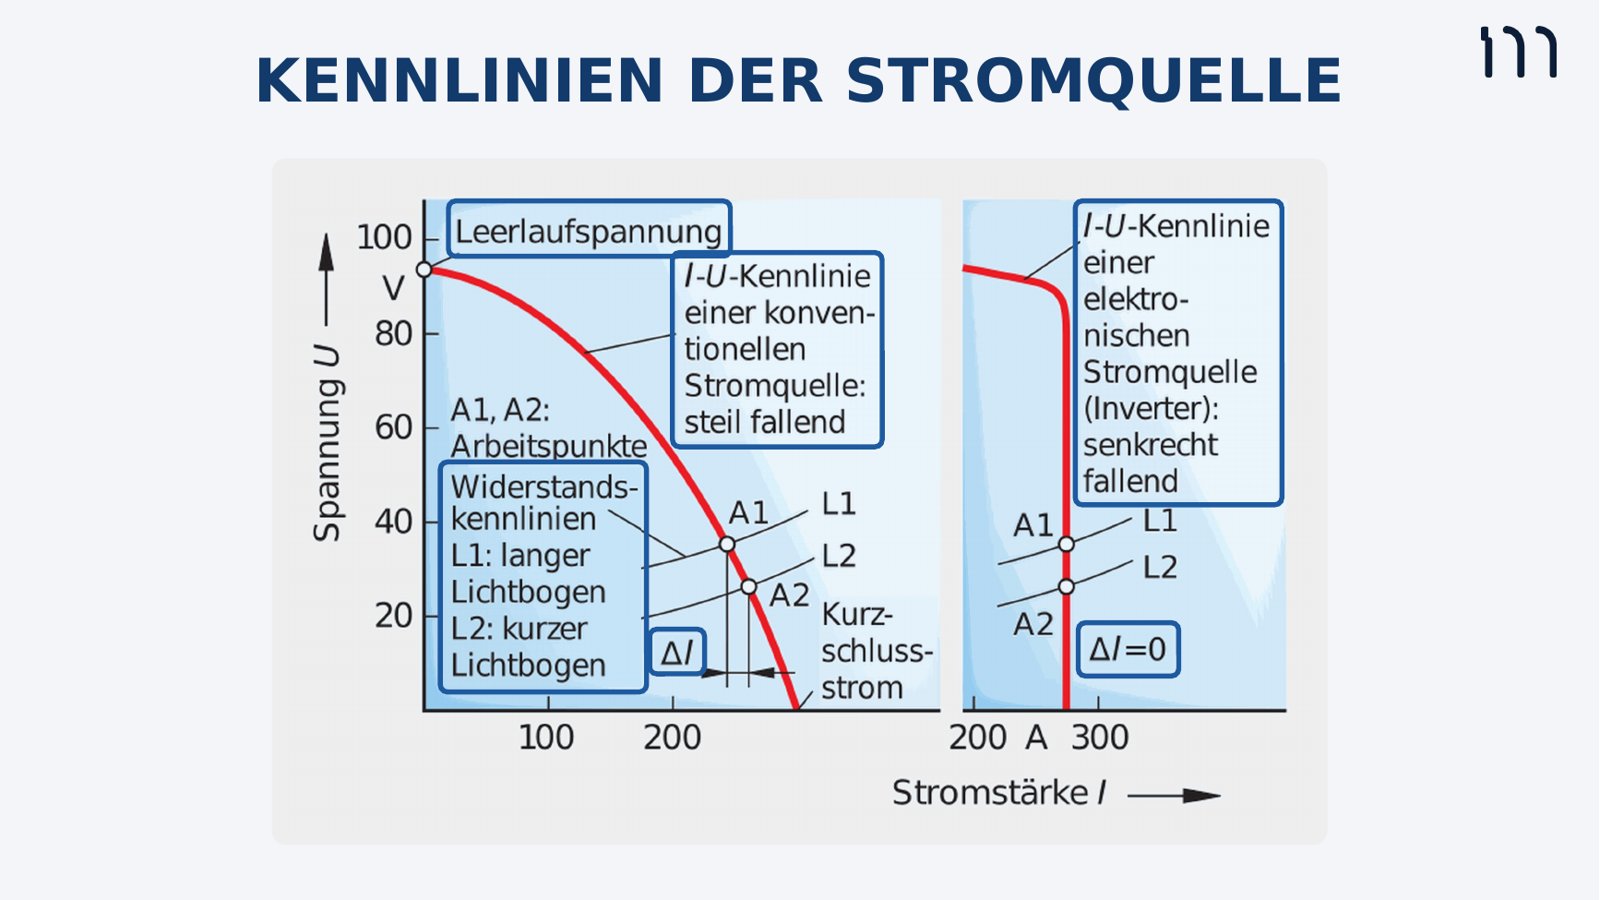 KENNLINIEN DER STROMQUELLE
m
Spannung U
100
V
80
60
40
20
Leerlaufspannung
I-U-Kennlinie
einer konven-
tionellen
Stromquelle:
steil fallend
A1, A2:
Arbeitspunkte
Widerstands-
kennlinien
L1: langer
Lichtbogen
L2: kurzer
Lichtbogen
A1
L1
L2
A2
ΔI
Kurz-
schluss-
strom
100
200
I-U-Kennlinie
einer
elektro-
nischen
Stromquelle
(Inverter):
senkrecht
fallend
A1
L1
L2
A2
ΔI=0
200 A 300
Stromstärke I